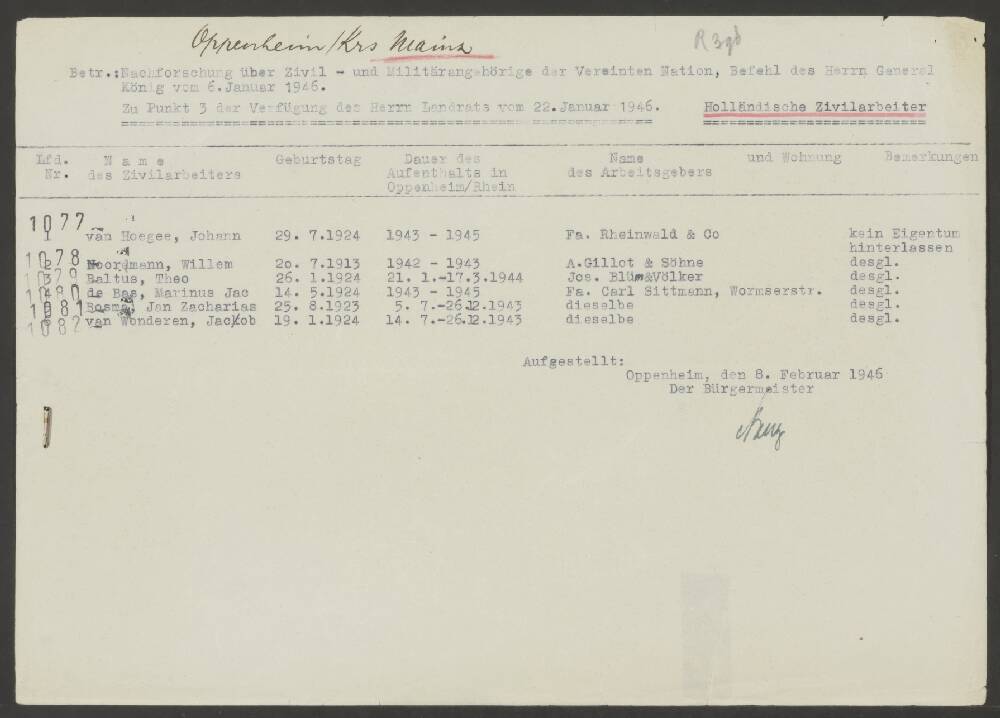 Oppenheim/Krs Mainz
Betr.:Nachforschung über Zivil - und Militärangehörige der Vereinten Nation, Befehl des Herrn General
König vom 6.Januar 1946.
Zu Punkt 3 der Verfügung des Herrn Landrats vom 22.Januar 1946. Holländische Zivilarbeiter
Lfd. Name Geburtstag Dauer des Name und Wohnung Bemerkungen
Nr. des Zivilarbeiters Aufenthalts in des Arbeitsgebers
Oppenheim/Rhein
1077
1 van Hoegee, Johann 29. 7.1924 1943 - 1945 Fa. Rheinwald & Co kein Eigentum
hinterlassen
1078 2 Noordmann, Willem 2o. 7.1913 1942 - 1943 A.Gillot & Söhne desgl.
1079 3 Baltus, Theo 26. 1.1924 21. 1.-17.3.1944 Jos. Blüm&Völker desgl.
1080 4 de Bas, Marinus Jac 14. 5.1924 1943 - 1945 Fa. Carl Sittmann, Wormserstr. desgl.
1081 Bosma, Jan Zacharias 25. 8.1923 5. 7.-26.12.1943 dieselbe desgl.
1082 van Wonderen, Jackob 19. 1.1924 14. 7.-26.12.1943 dieselbe desgl.
Aufgestellt:
Oppenheim, den 8. Februar 1946
Der Bürgermeister